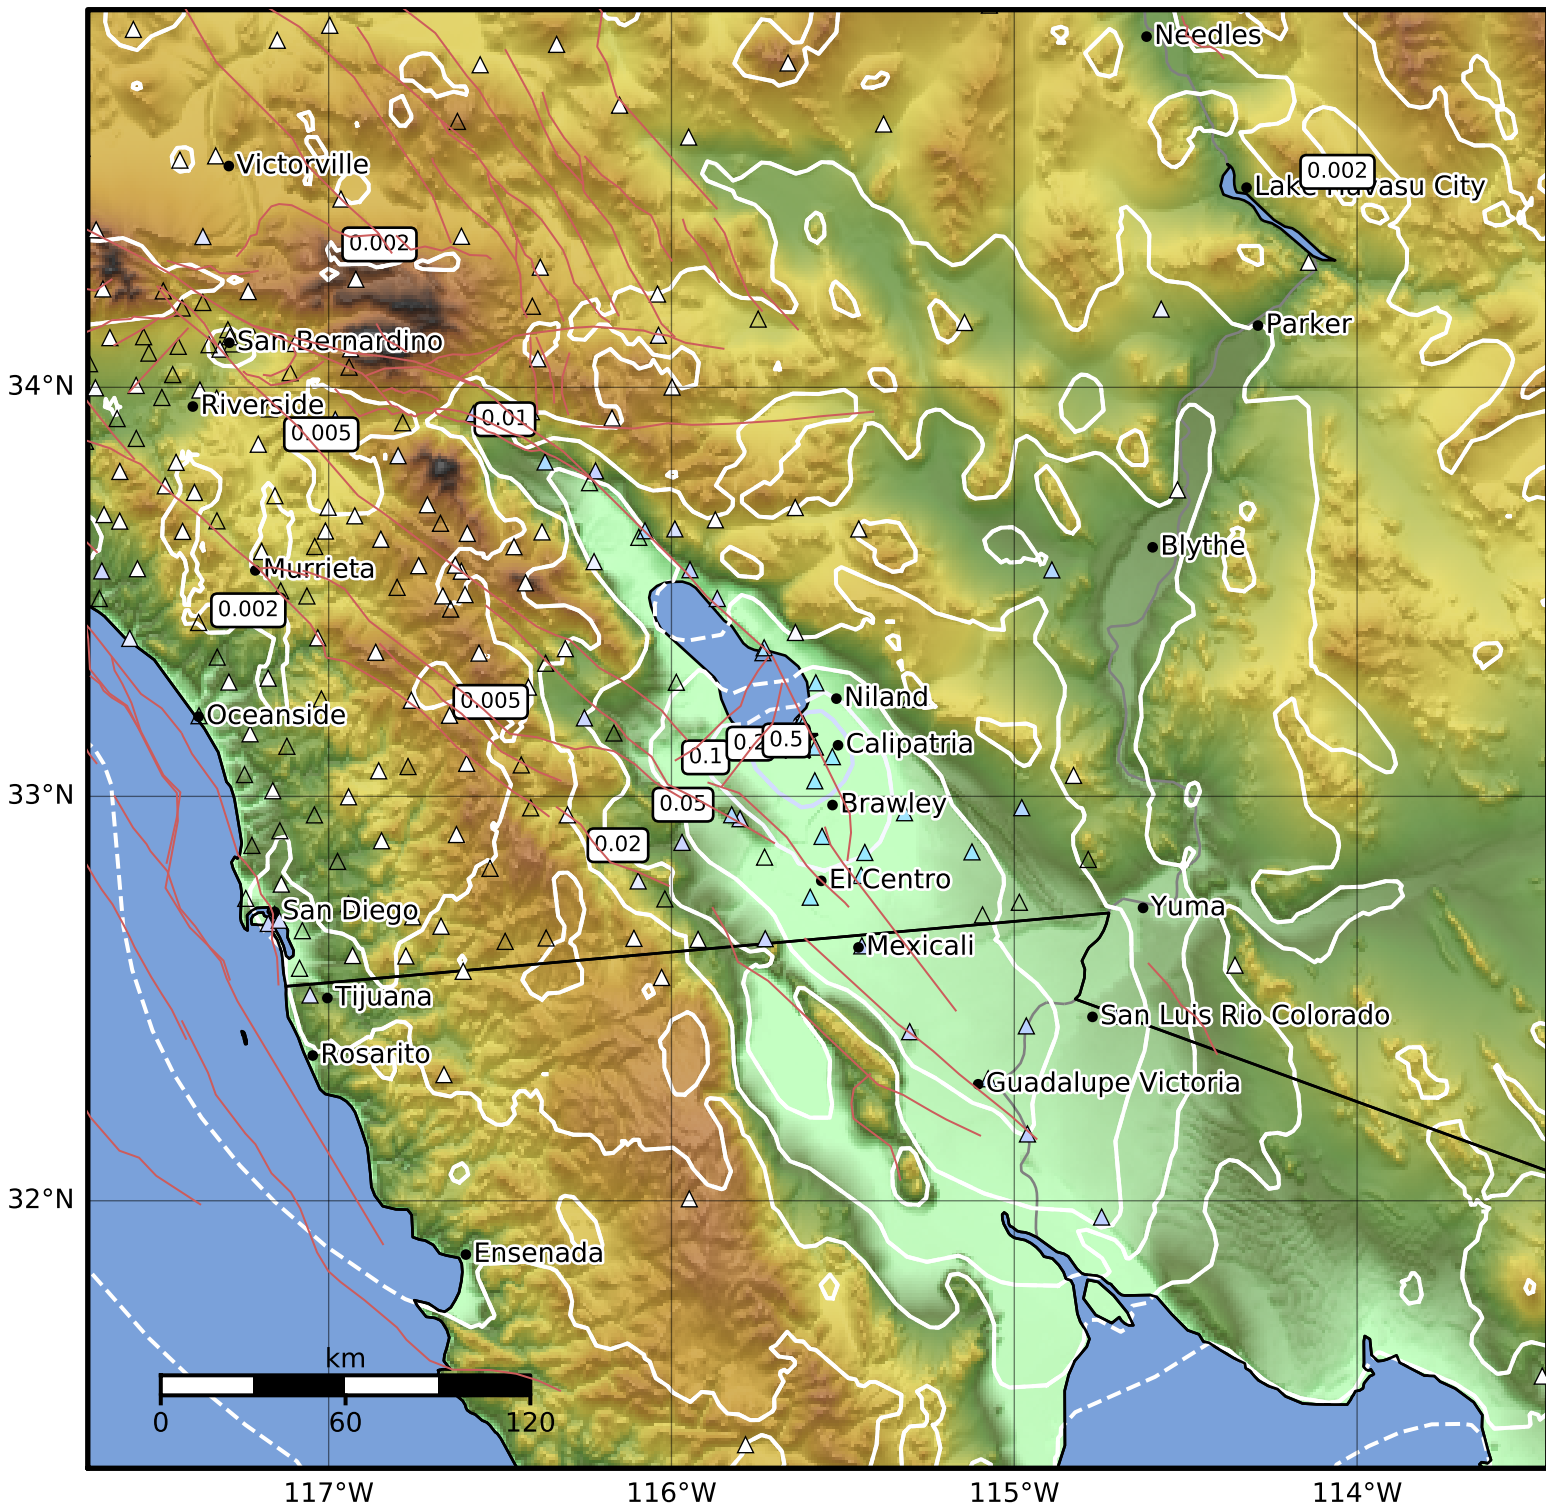 Needles
Victorville
0.002
Lake Havasu City
0.002
Parker
San Bernardino
34°N
Riverside
0.01
0.005
Blythe
Murrieta
0.002
0.005
Niland
Oceanside
0.1
0.2
0.5
Calipatria
33°N
0.05
Brawley
0.02
El Centro
San Diego
Yuma
Mexicali
Tijuana
San Luis Rio Colorado
Rosarito
Guadalupe Victoria
32°N
Ensenada
km
0 60 120
117°W 116°W 115°W 114°W